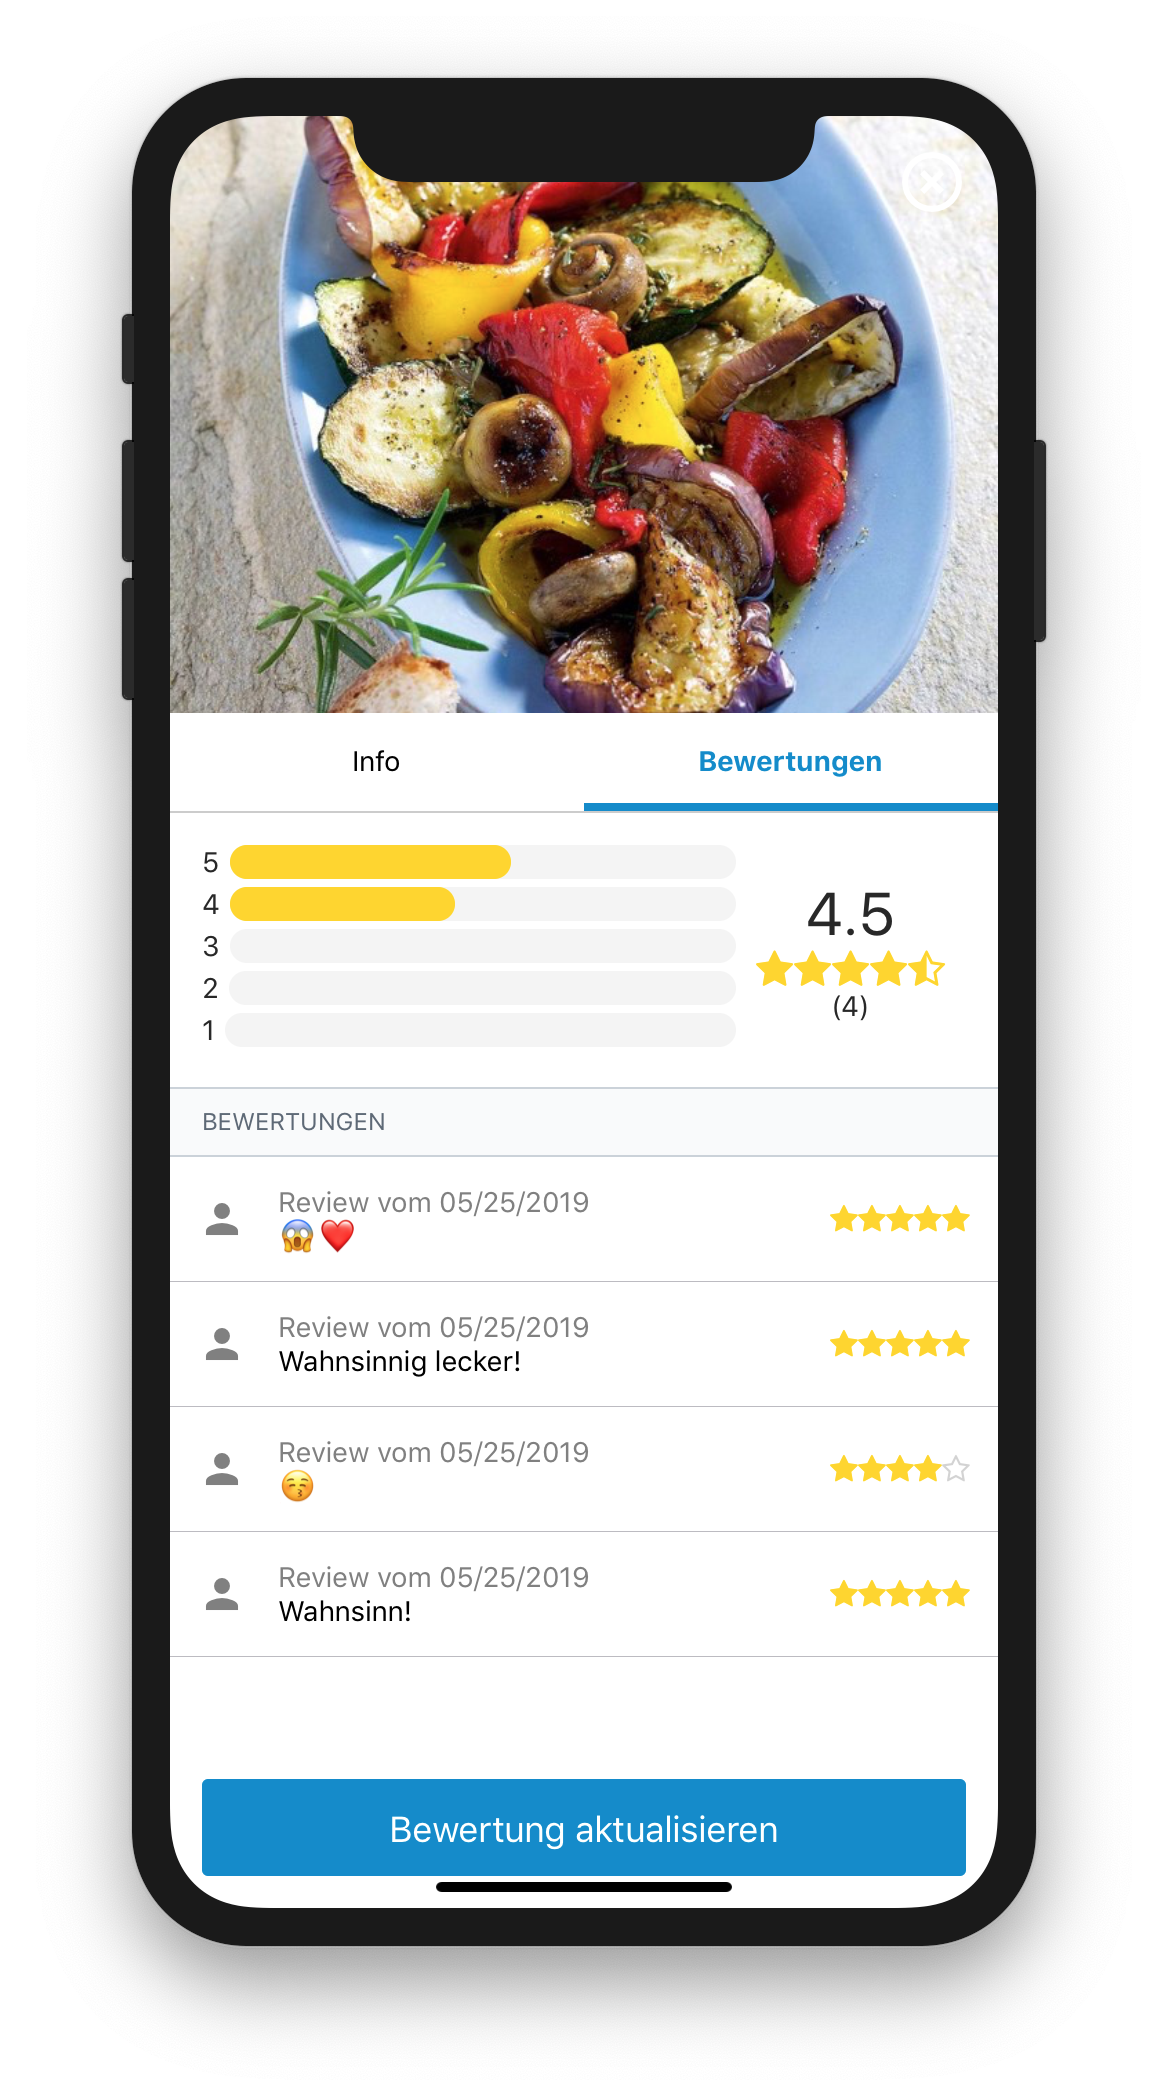 Info
Bewertungen
5
4
3
2
1
4.5
(4)
BEWERTUNGEN
Review vom 05/25/2019
😱❤️
Review vom 05/25/2019
Wahnsinnig lecker!
Review vom 05/25/2019
😚
Review vom 05/25/2019
Wahnsinn!
Bewertung aktualisieren